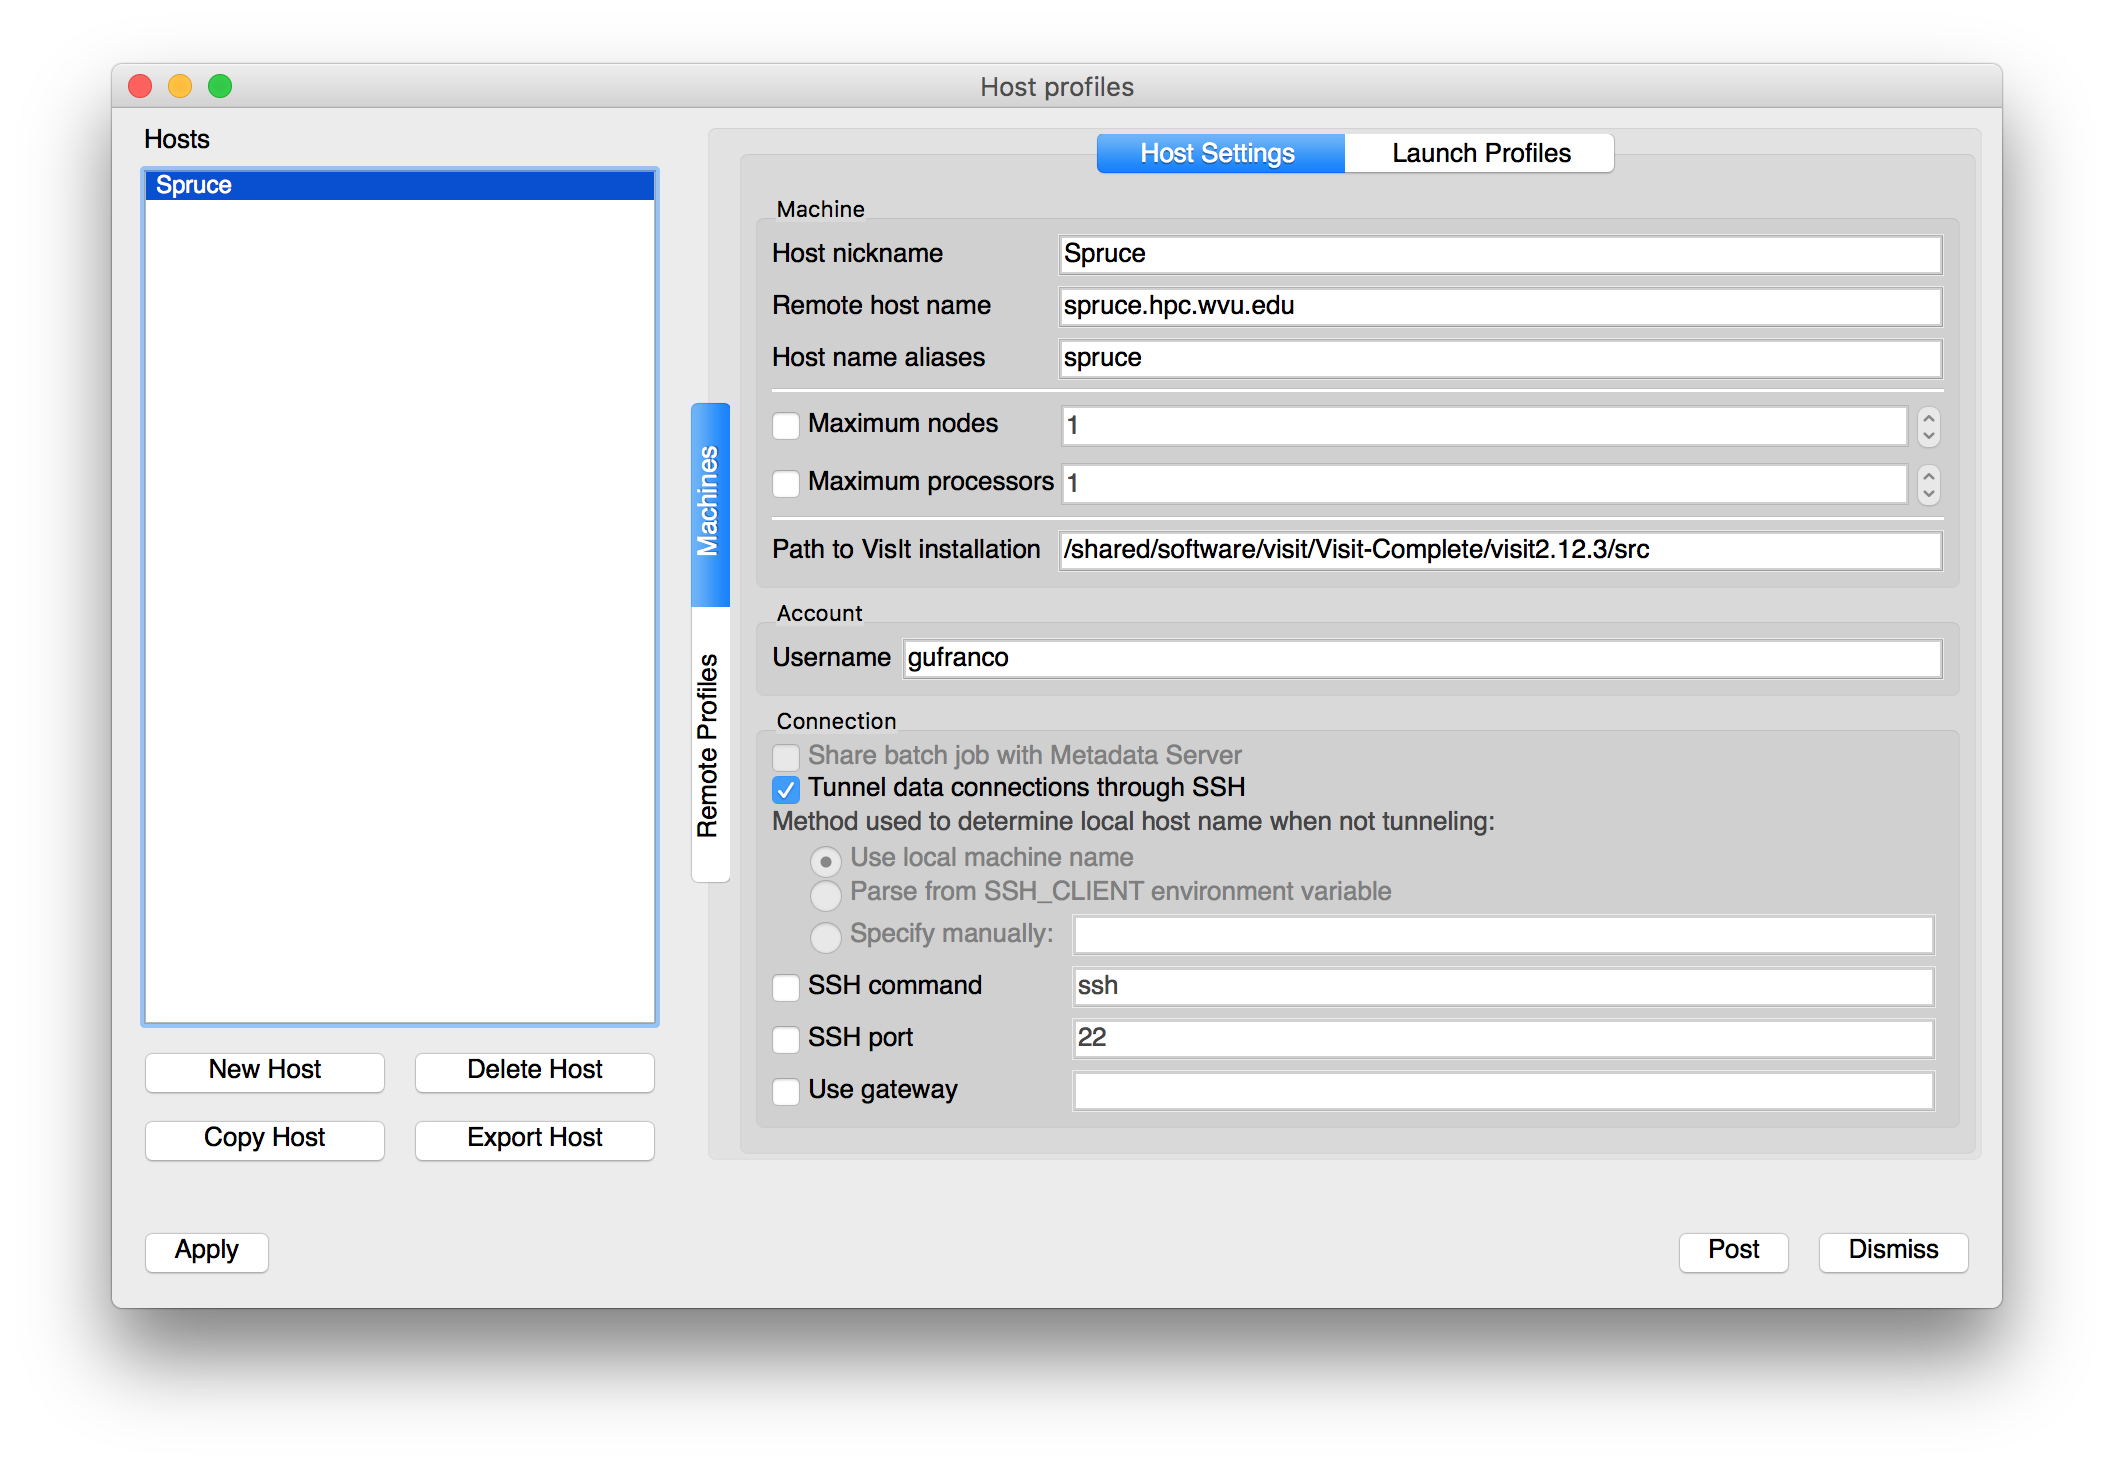 Host profiles
Hosts
Spruce
New Host
Delete Host
Copy Host
Export Host
Machines
Remote Profiles
Host Settings
Launch Profiles
Machine
Host nickname
Spruce
Remote host name
spruce.hpc.wvu.edu
Host name aliases
spruce
Maximum nodes
1
Maximum processors
1
Path to VisIt installation
/shared/software/visit/Visit-Complete/visit2.12.3/src
Account
Username
gufranco
Connection
Share batch job with Metadata Server
Tunnel data connections through SSH
Method used to determine local host name when not tunneling:
Use local machine name
Parse from SSH_CLIENT environment variable
Specify manually:
SSH command
ssh
SSH port
22
Use gateway
Apply
Post
Dismiss